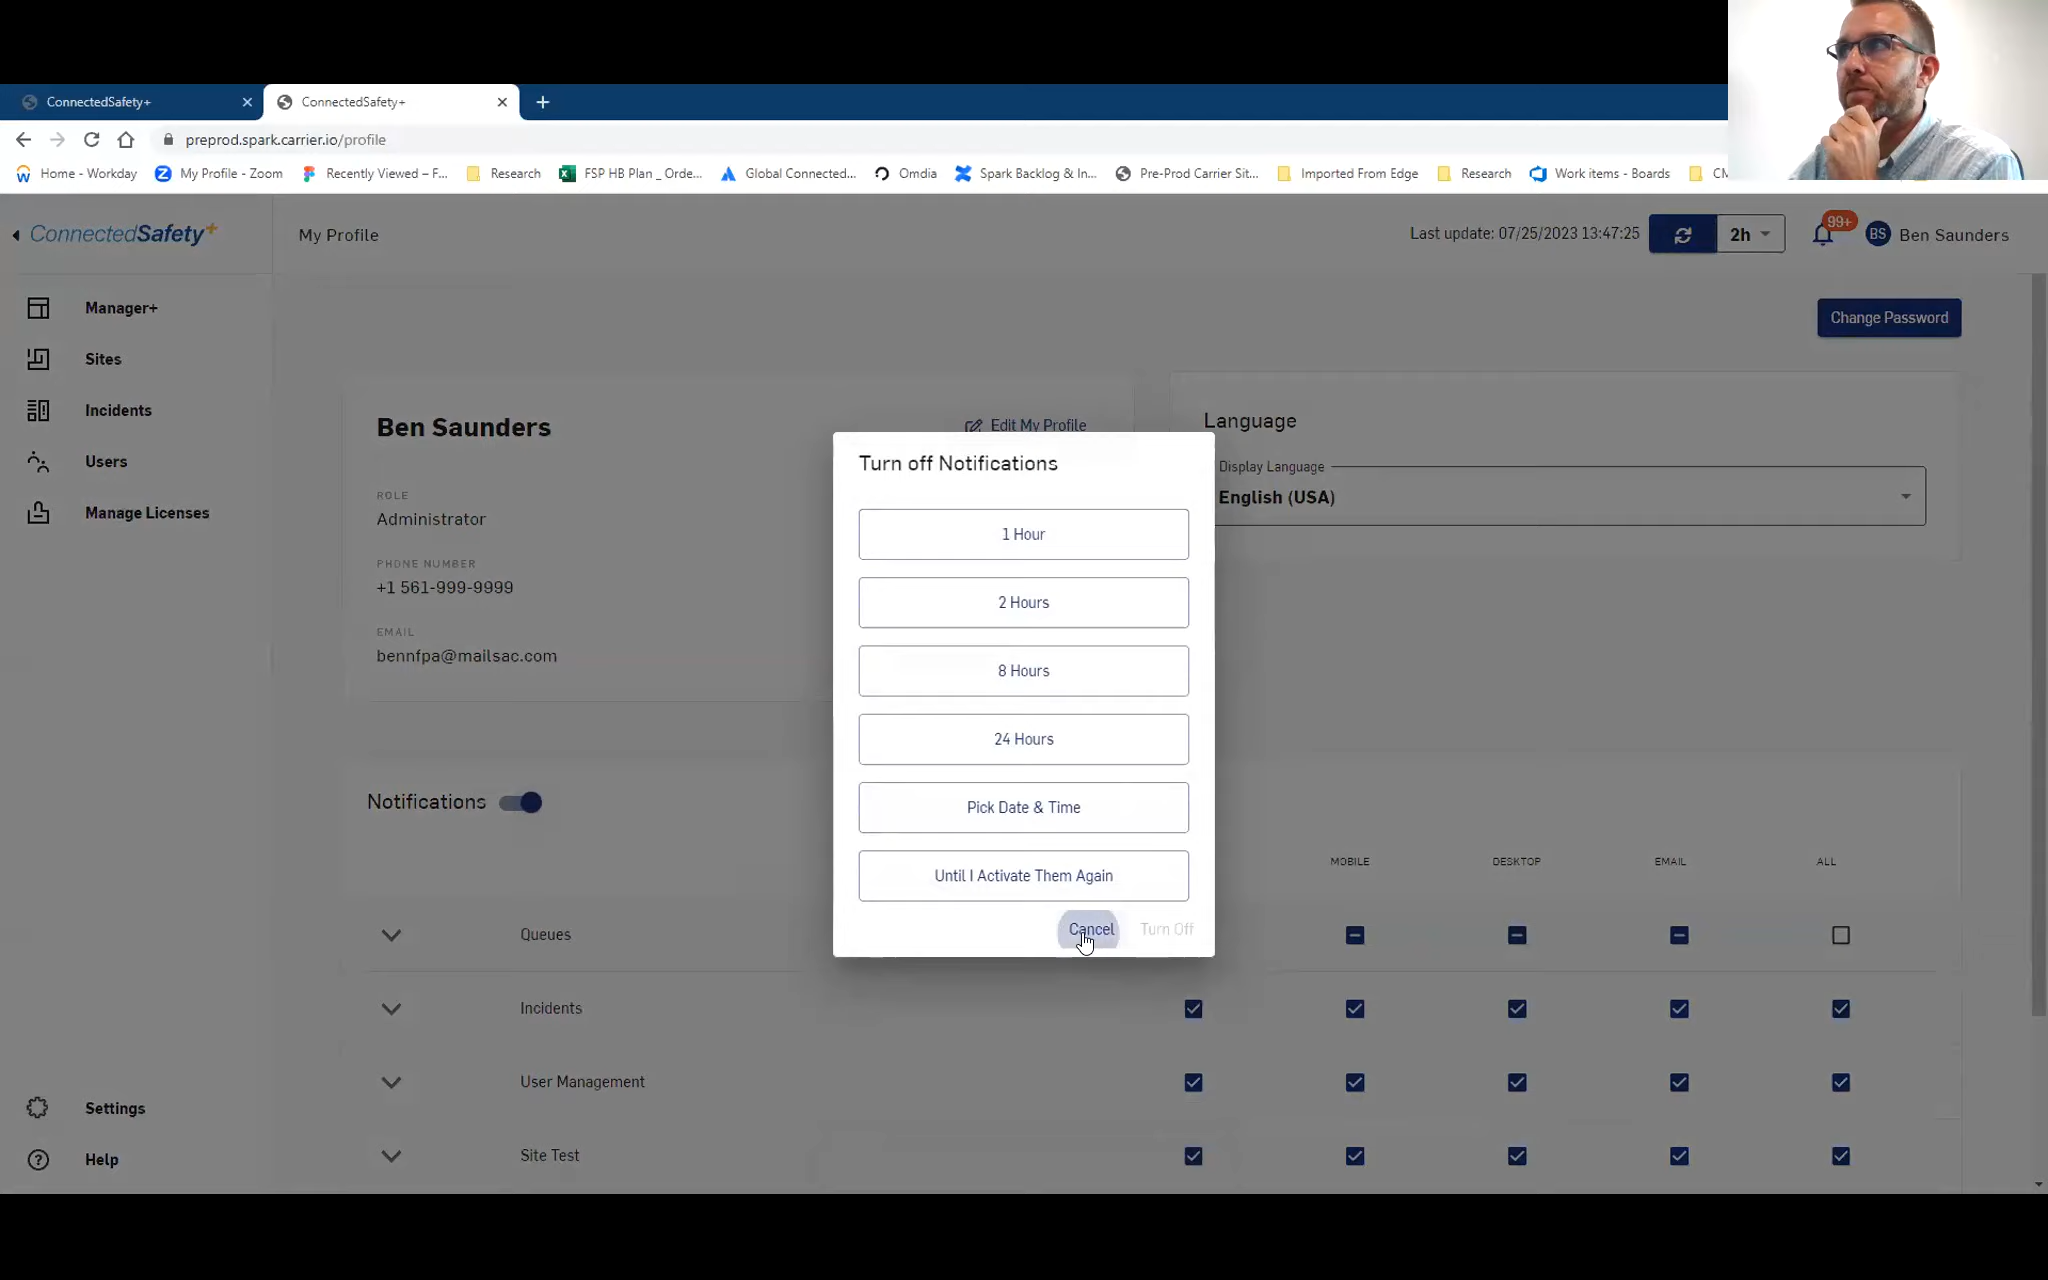 ConnectedSafety+
ConnectedSafety+
preprod.spark.carrier.io/profile
Home - Workday
My Profile - Zoom
Recently Viewed – F...
Research
FSP HB Plan _ Orde...
Global Connected...
Omdia
Spark Backlog & In...
Pre-Prod Carrier Sit...
Imported From Edge
Research
Work items - Boards
CM
ConnectedSafety+
My Profile
Last update: 07/25/2023 13:47:25
2h
99+
BS
Ben Saunders
Manager+
Sites
Incidents
Users
Manage Licenses
Settings
Help
Change Password
Ben Saunders
Edit My Profile
ROLE
Administrator
PHONE NUMBER
+1 561-999-9999
EMAIL
bennfpa@mailsac.com
Language
Display Language
English (USA)
Turn off Notifications
1 Hour
2 Hours
8 Hours
24 Hours
Pick Date & Time
Until I Activate Them Again
Cancel
Turn Off
Notifications
MOBILE
DESKTOP
EMAIL
ALL
Queues
Incidents
User Management
Site Test